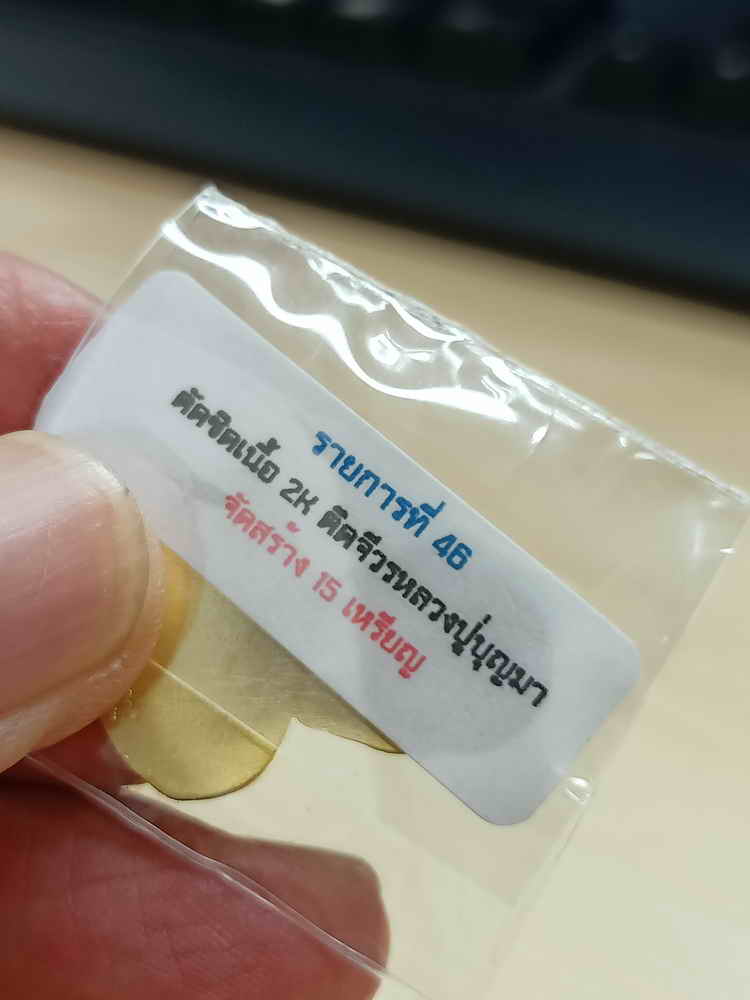 รายการที่ 46
ตัดชิดเนื้อ 2K ติดจีวรหลวงปู่บุญมา
จัดสร้าง 15 เหรียญ